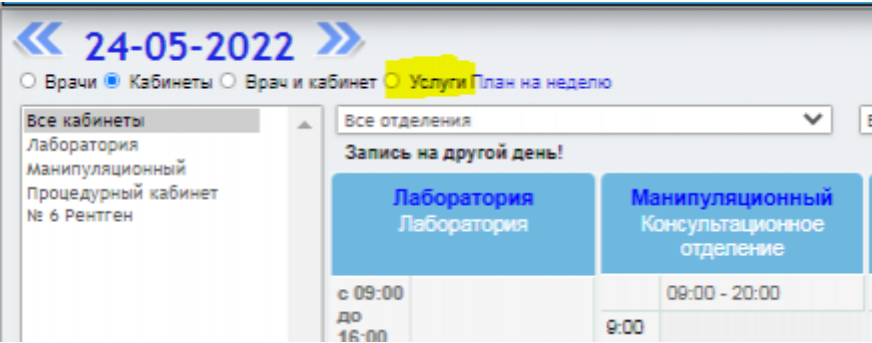 24-05-2022
Врачи Кабинеты Врач и кабинет Услуги План на неделю
Все кабинеты
Лаборатория
Манипуляционный
Процедурный кабинет
№ 6 Рентген
Все отделения
Запись на другой день!
Лаборатория
Лаборатория
с 09:00
до
16:00
Манипуляционный
Консультационное
отделение
09:00 - 20:00
9:00